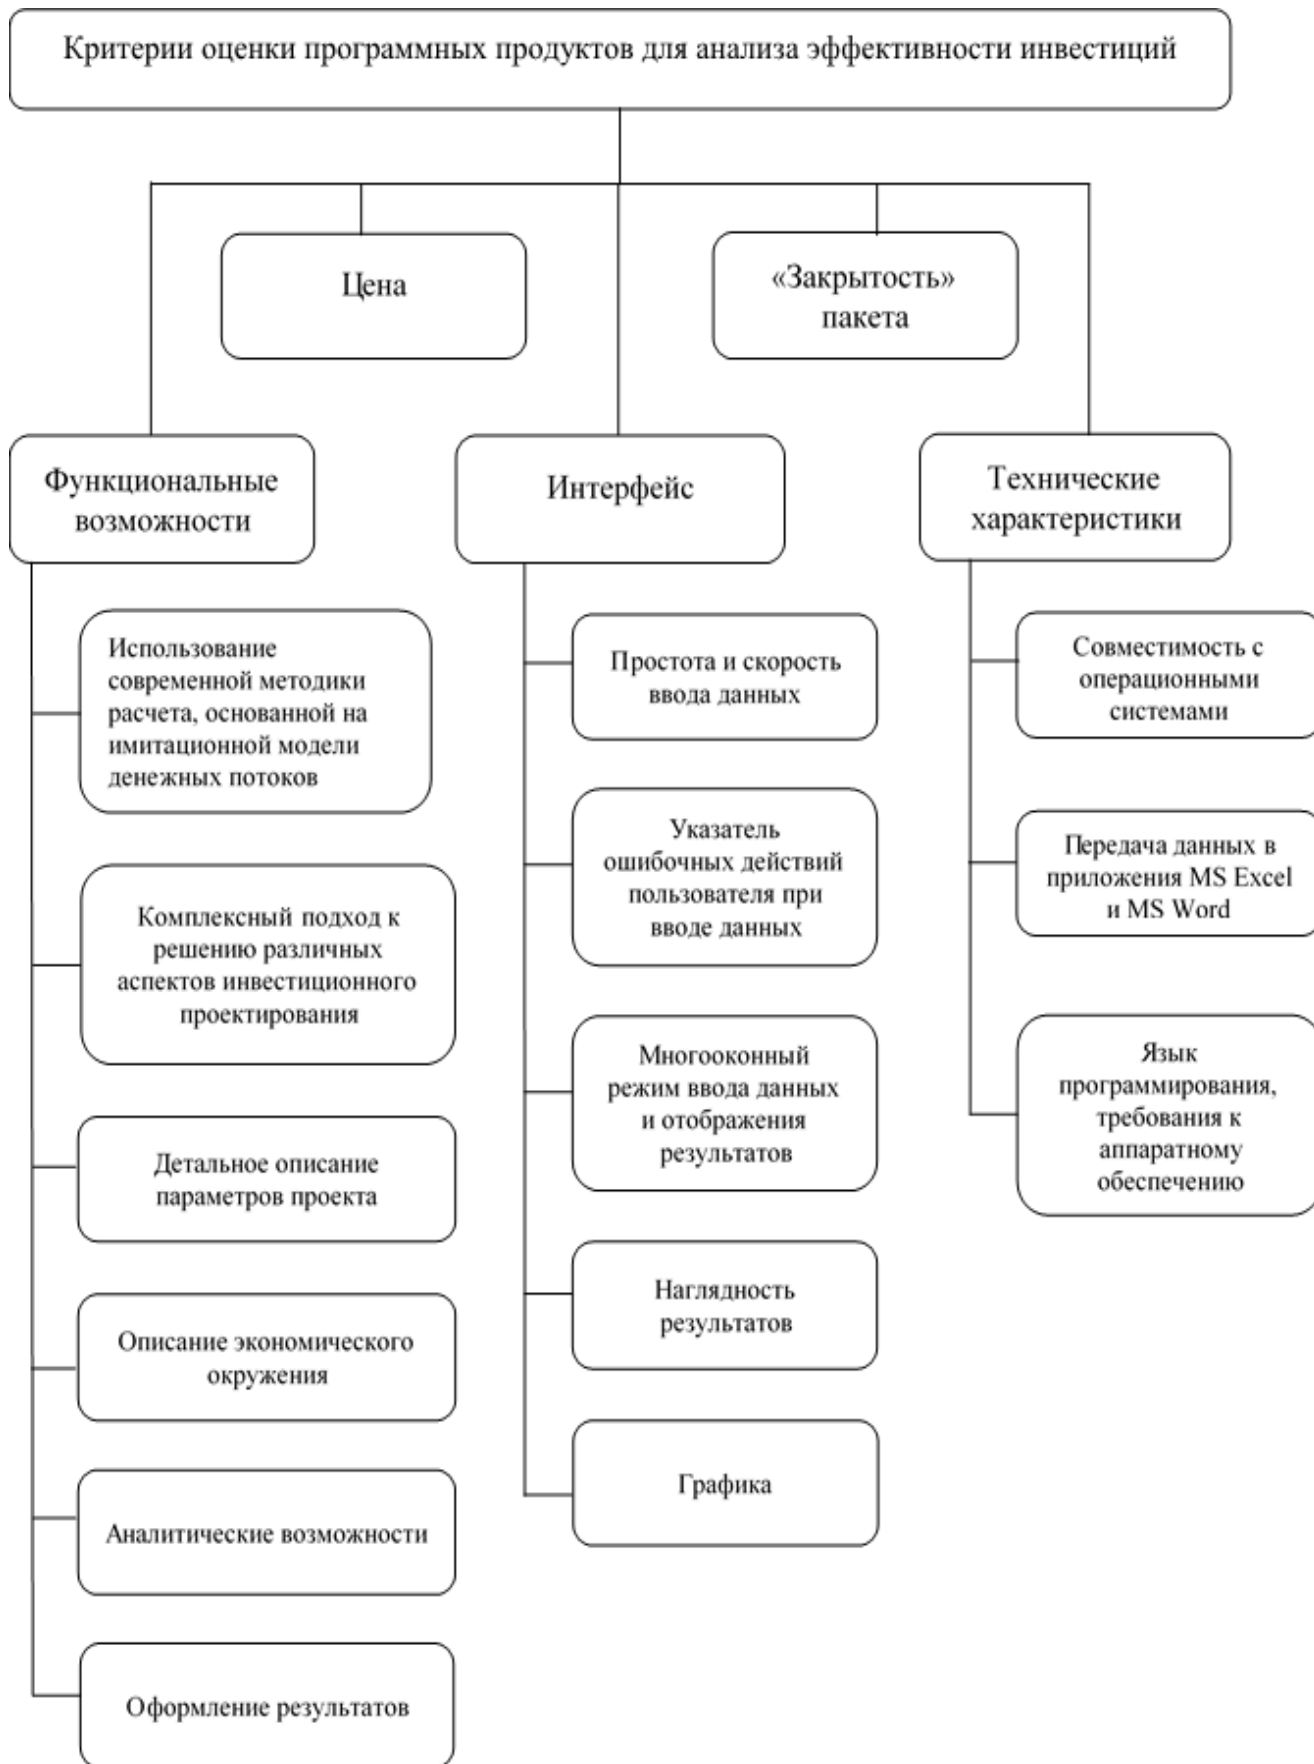 Критерии оценки программных продуктов для анализа эффективности инвестиций
Цена
«Закрытость»
пакета
Функциональные
возможности
Интерфейс
Технические
характеристики
Использование
современной методики
расчета, основанной на
имитационной модели
денежных потоков
Комплексный подход к
решению различных
аспектов инвестиционного
проектирования
Детальное описание
параметров проекта
Описание экономического
окружения
Аналитические возможности
Оформление результатов
Простота и скорость
ввода данных
Указатель
ошибочных действий
пользователя при
вводе данных
Многооконный
режим ввода данных
и отображения
результатов
Наглядность
результатов
Графика
Совместимость с
операционными
системами
Передача данных в
приложения MS Excel
и MS Word
Язык
программирования,
требования к
аппаратному
обеспечению